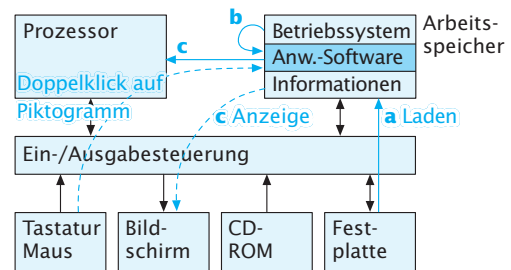 Prozessor
b
Betriebssystem
Arbeits-
speicher
c
Anw.-Software
Informationen
Doppelklick auf
Piktogramm
c Anzeige
a Laden
Ein-/Ausgabesteuerung
Tastatur
Maus
Bild-
schirm
CD-
ROM
Fest-
platte